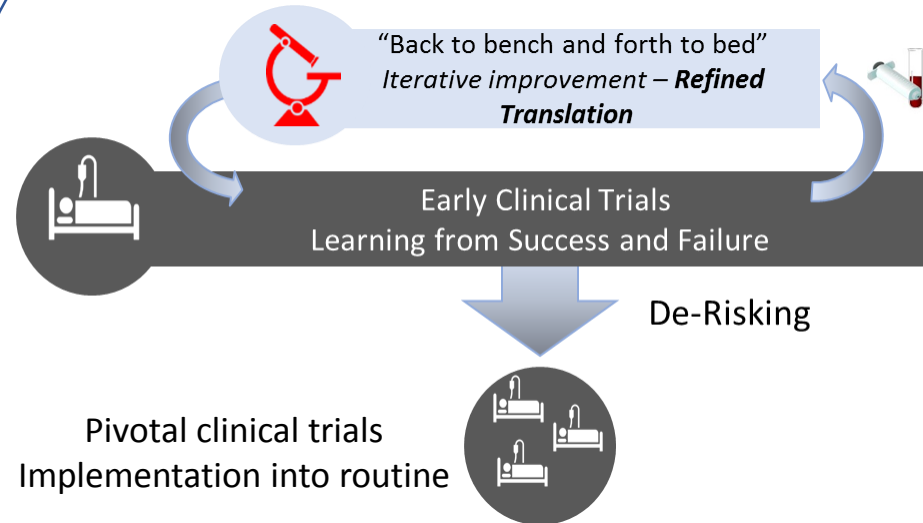 “Back to bench and forth to bed”
Iterative improvement – Refined
Translation
Early Clinical Trials
Learning from Success and Failure
De-Risking
Pivotal clinical trials
Implementation into routine